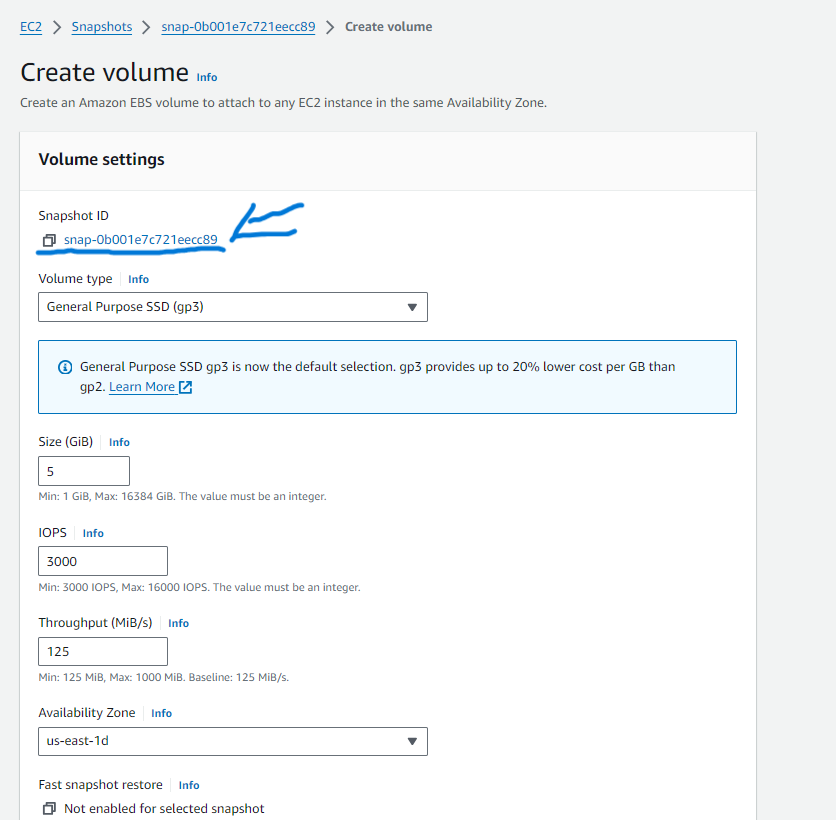 EC2 > Snapshots > snap-0b001e7c721eecc89 > Create volume
Create volume Info
Create an Amazon EBS volume to attach to any EC2 instance in the same Availability Zone.
Volume settings
Snapshot ID
snap-0b001e7c721eecc89
Volume type Info
General Purpose SSD (gp3)
General Purpose SSD gp3 is now the default selection. gp3 provides up to 20% lower cost per GB than
gp2. Learn More
Size (GiB) Info
5
Min: 1 GiB, Max: 16384 GiB. The value must be an integer.
IOPS Info
3000
Min: 3000 IOPS, Max: 16000 IOPS. The value must be an integer.
Throughput (MiB/s) Info
125
Min: 125 MiB, Max: 1000 MiB. Baseline: 125 MiB/s.
Availability Zone Info
us-east-1d
Fast snapshot restore Info
Not enabled for selected snapshot